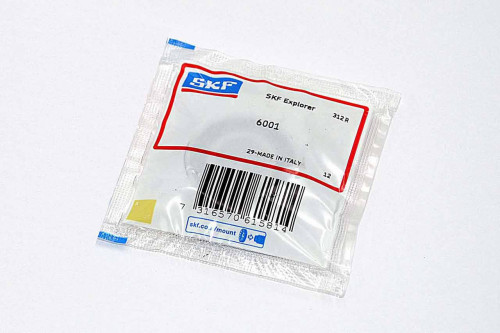 SKF
SKF Explorer
312 R
6001
29-MADE IN ITALY
12
7 316570 615814
skf.com/mount